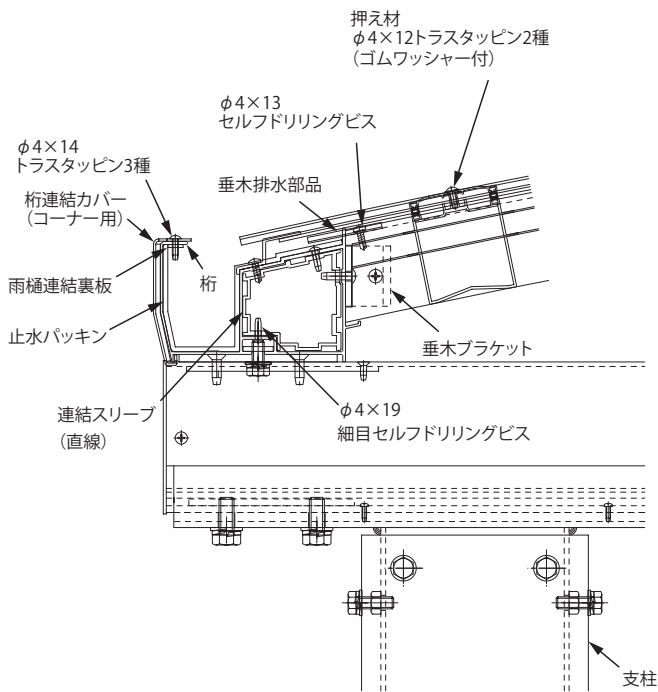 押え材
φ4×12トラスタッピン2種
（ゴムワッシャー付）
φ4×13
セルフドリリングビス
φ4×14
トラスタッピン3種
垂木排水部品
桁連結カバー
（コーナー用）
雨樋連結裏板
桁
止水パッキン
垂木ブラケット
連結スリーブ
（直線）
φ4×19
細目セルフドリリングビス
支柱